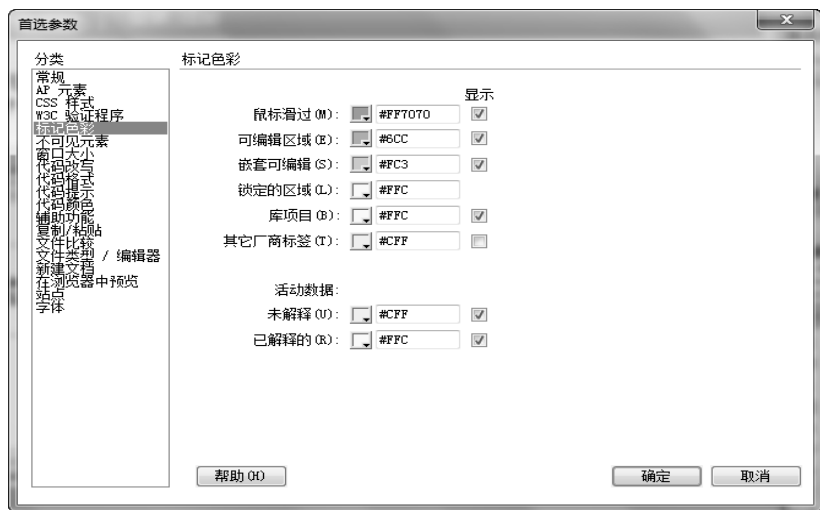 首选参数
分类
常规
AP 元素
CSS 样式
W3C 验证程序
标记色彩
不可见元素
窗口大小
代码改写
代码格式
代码提示
代码颜色
辅助功能
复制/粘贴
文件比较
文件类型 / 编辑器
新建文档
在浏览器中预览
站点
字体
标记色彩
显示
鼠标滑过(M): #FF7070
可编辑区域(E): #6CC
嵌套可编辑(S): #FC3
锁定的区域(L): #FFC
库项目(B): #FFC
其它厂商标签(T): #CFF
活动数据:
未解释(U): #CFF
已解释的(R): #FFC
帮助(H) 确定 取消